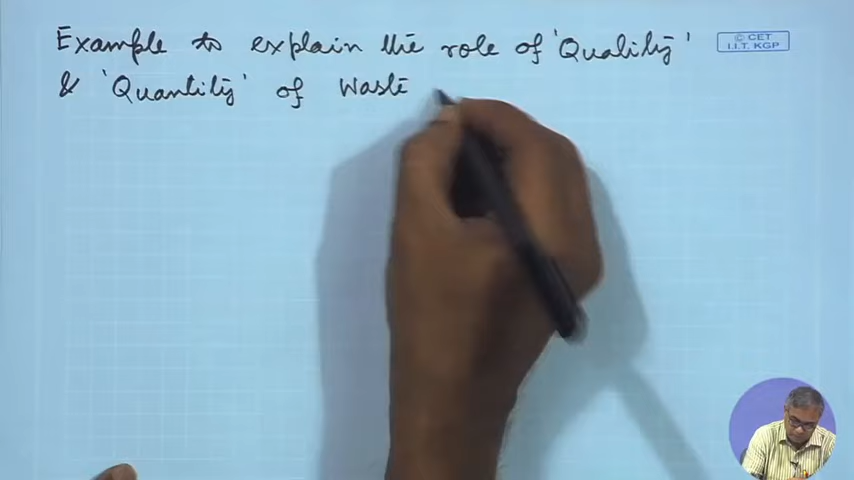 Example to explain the role of 'Quality'
& 'Quantity' of Waste
© CET
I.I.T. KGP